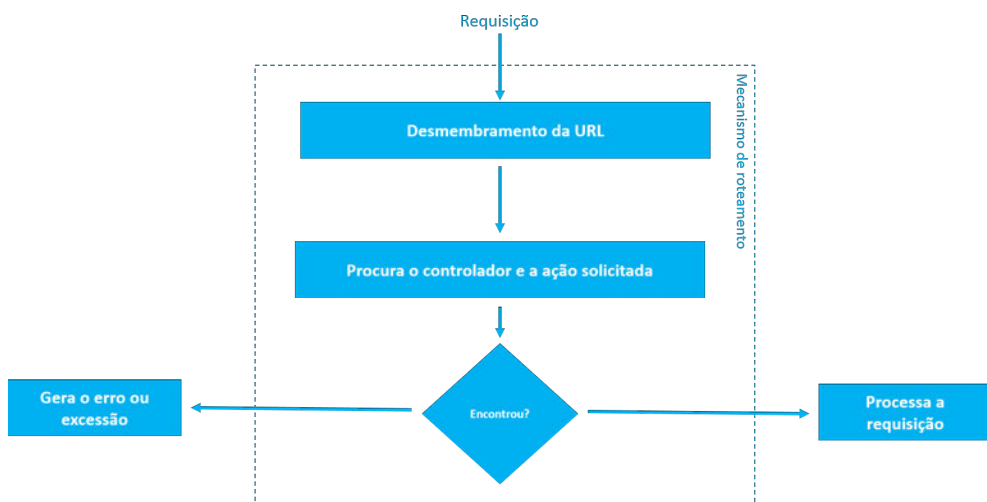 Requisição
Mecanismo de roteamento
Desmembramento da URL
Procura o controlador e a ação solicitada
Encontrou?
Gera o erro ou
excessão
Processa a
requisição